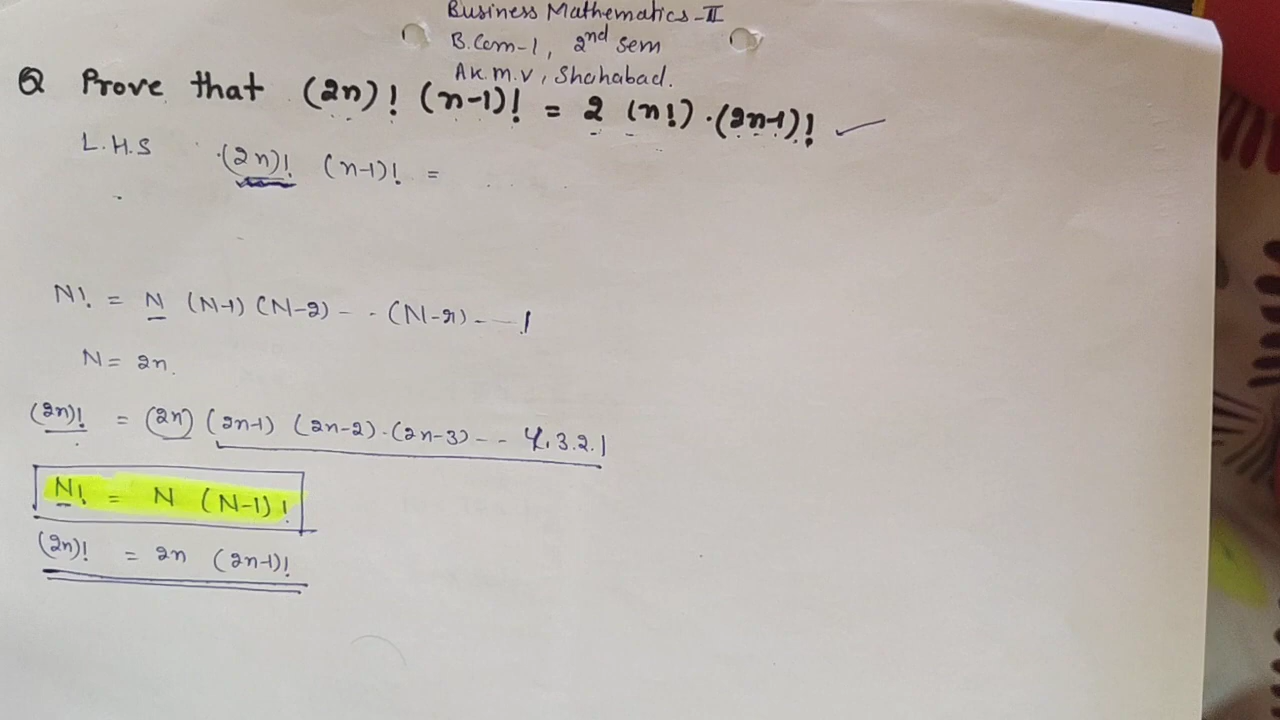 Business Mathematics-II
B.Com-1, 2nd sem
A.K.M.V, Shahabad.
Q Prove that (2n)! (n-1)! = 2 (n!) . (2n-1)!
L.H.S (2n)! (n-1)! =
N! = N (N-1) (N-2) - - (N-r) - - - 1
N = 2n.
(2n)! = (2n) (2n-1) (2n-2) . (2n-3) - - 4.3.2.1
N! = N (N-1)!
(2n)! = 2n (2n-1)!